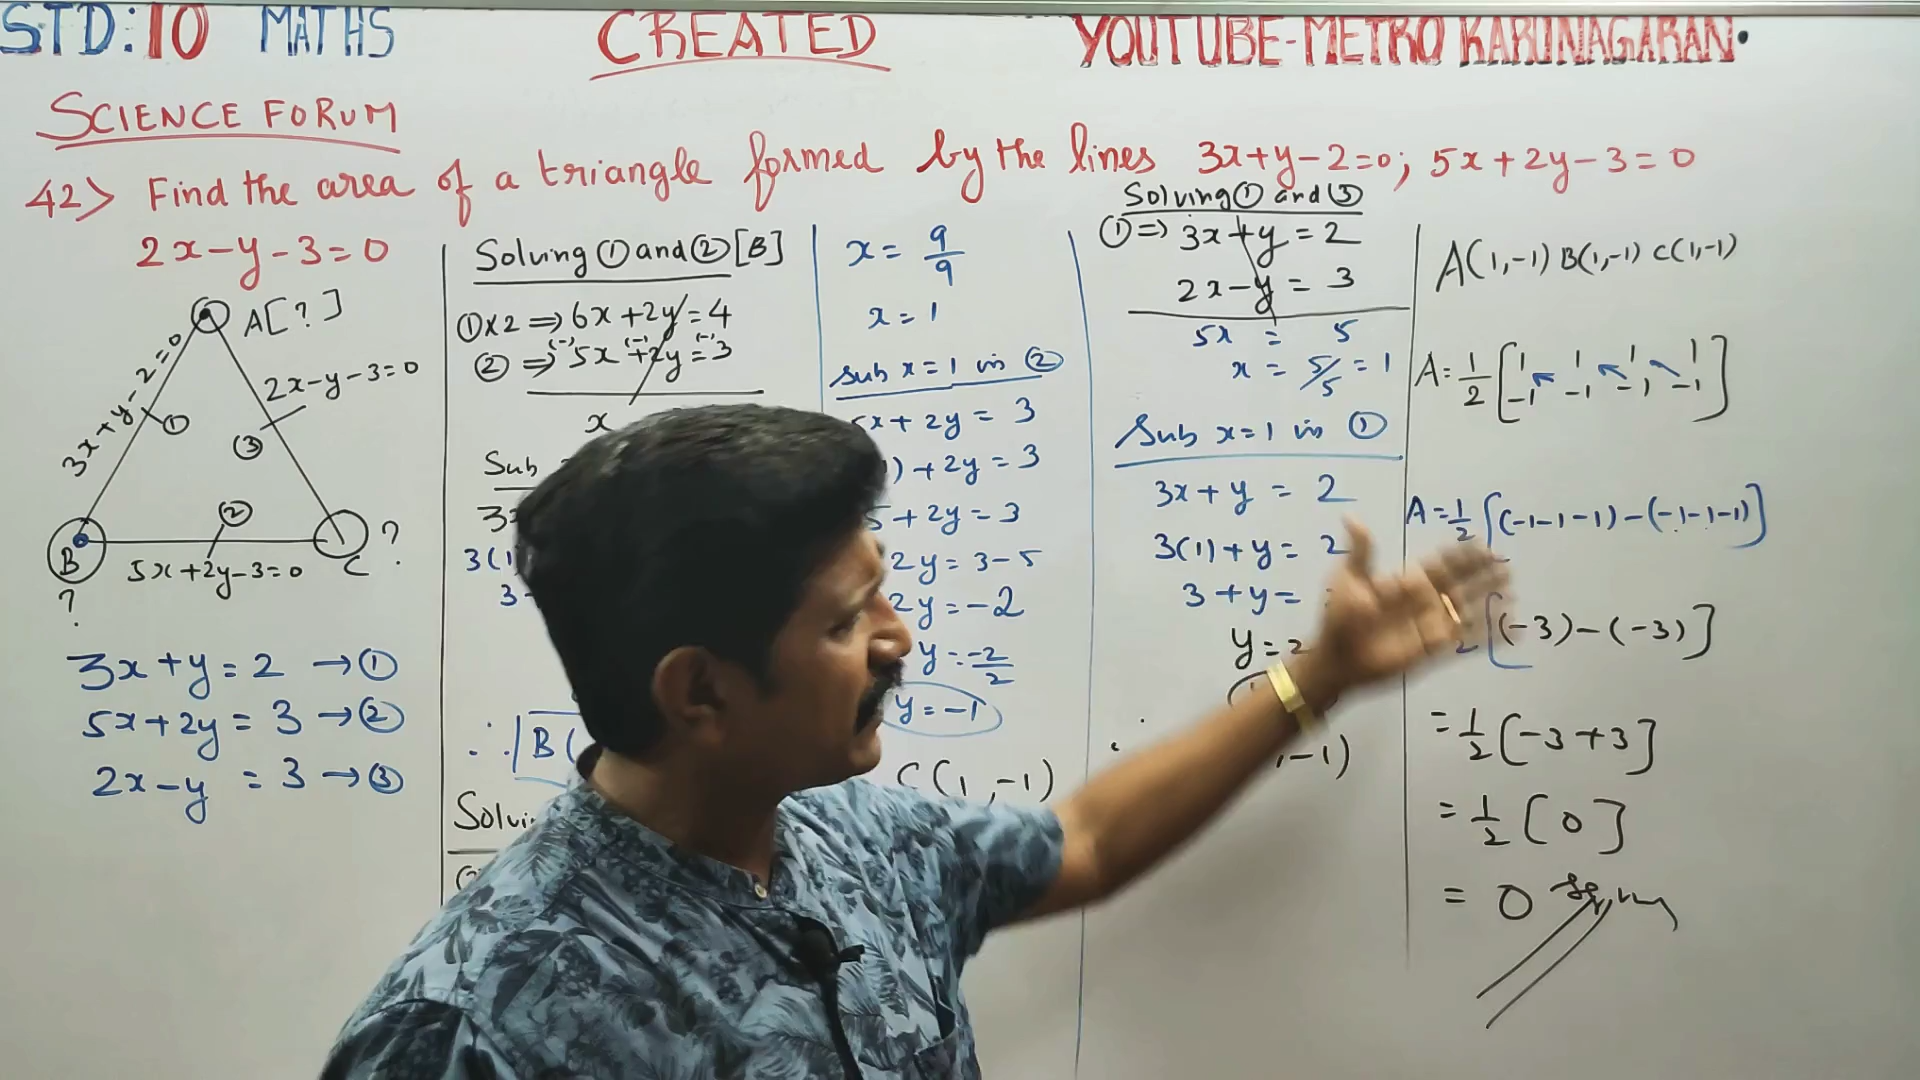 STD:10 MATHS CREATED YOUTUBE-METRO KARUNAGARAN.
SCIENCE FORUM
42> Find the area of a triangle formed by the lines 3x+y-2=0; 5x+2y-3=0
2x-y-3=0
A[?]
3x+y-2=0
①
2x-y-3=0
③
②
B
?
5x+2y-3=0
C
?
3x+y=2 →①
5x+2y=3 →②
2x-y=3 →③
Solving ① and ② [B]
①x2 ⇒ 6x+2y=4
② ⇒ 5x+2y=3
(-) (-) (-)
x
Sub
3(1)
∴ B(
x = 9/9
x = 1
Sub x=1 in ②
5x+2y=3
)+2y=3
5+2y=3
2y=3-5
2y=-2
y=-2/2
y=-1
C(1,-1)
Solving ① and ③
①⇒ 3x+y=2
2x-y=3
5x = 5
x = 5/5 = 1
Sub x=1 in ①
3x+y=2
3(1)+y=2
3+y=
y=2
,-1)
A(1,-1) B(1,-1) C(1,-1)
A=1/2 [1 1 1 1
-1 -1 -1 -1]
A=1/2 [(-1-1-1)-(-1-1-1)]
2 [(-3)-(-3)]
=1/2 [-3+3]
=1/2 [0]
= 0